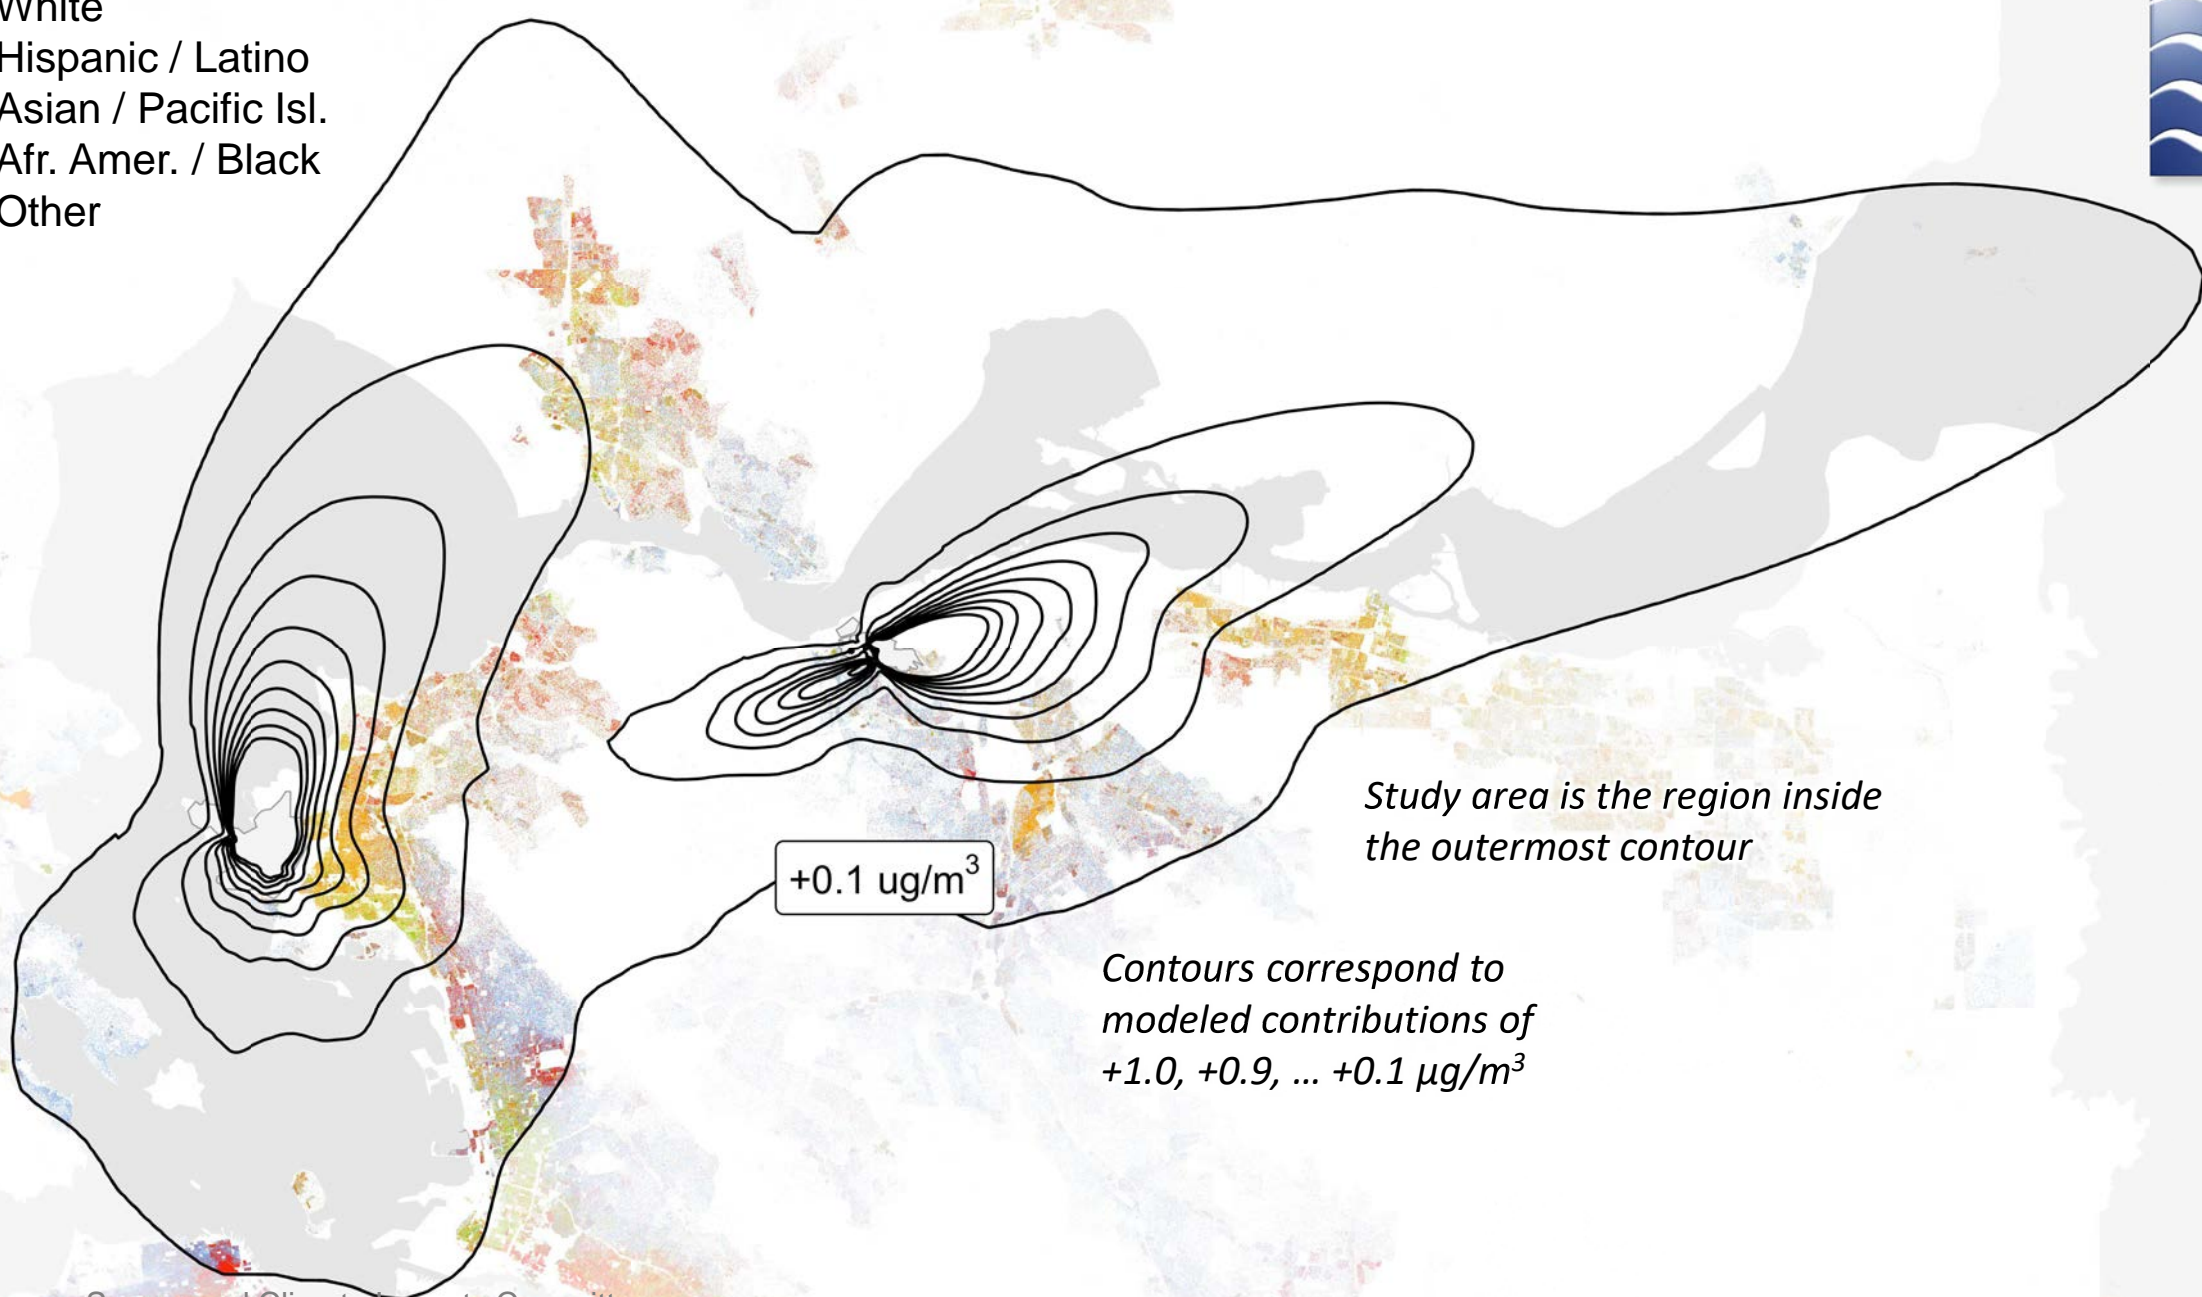 White
Hispanic / Latino
Asian / Pacific Isl.
Afr. Amer. / Black
Other
+0.1 ug/m³
Study area is the region inside
the outermost contour
Contours correspond to
modeled contributions of
+1.0, +0.9, … +0.1 µg/m³